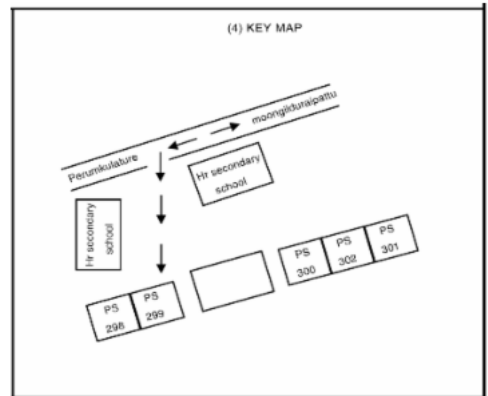 (4) KEY MAP
moongilduraipattu
Perumkulature
Hr secondary
school
Hr secondary
school
PS
298
PS
299
PS
300
PS
302
PS
301